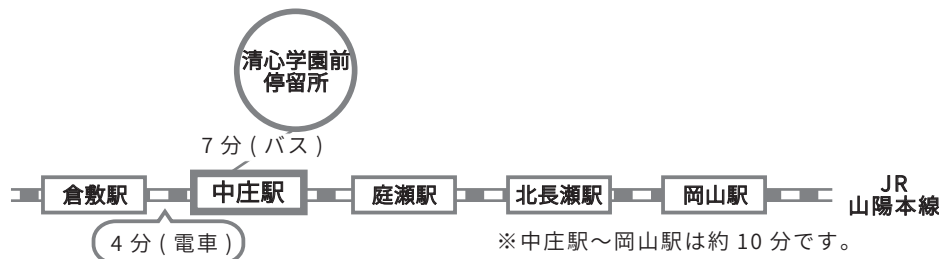 清心学園前
停留所
7分(バス)
倉敷駅 中庄駅 庭瀬駅 北長瀬駅 岡山駅
JR
山陽本線
4分(電車)
※中庄駅〜岡山駅は約10分です。